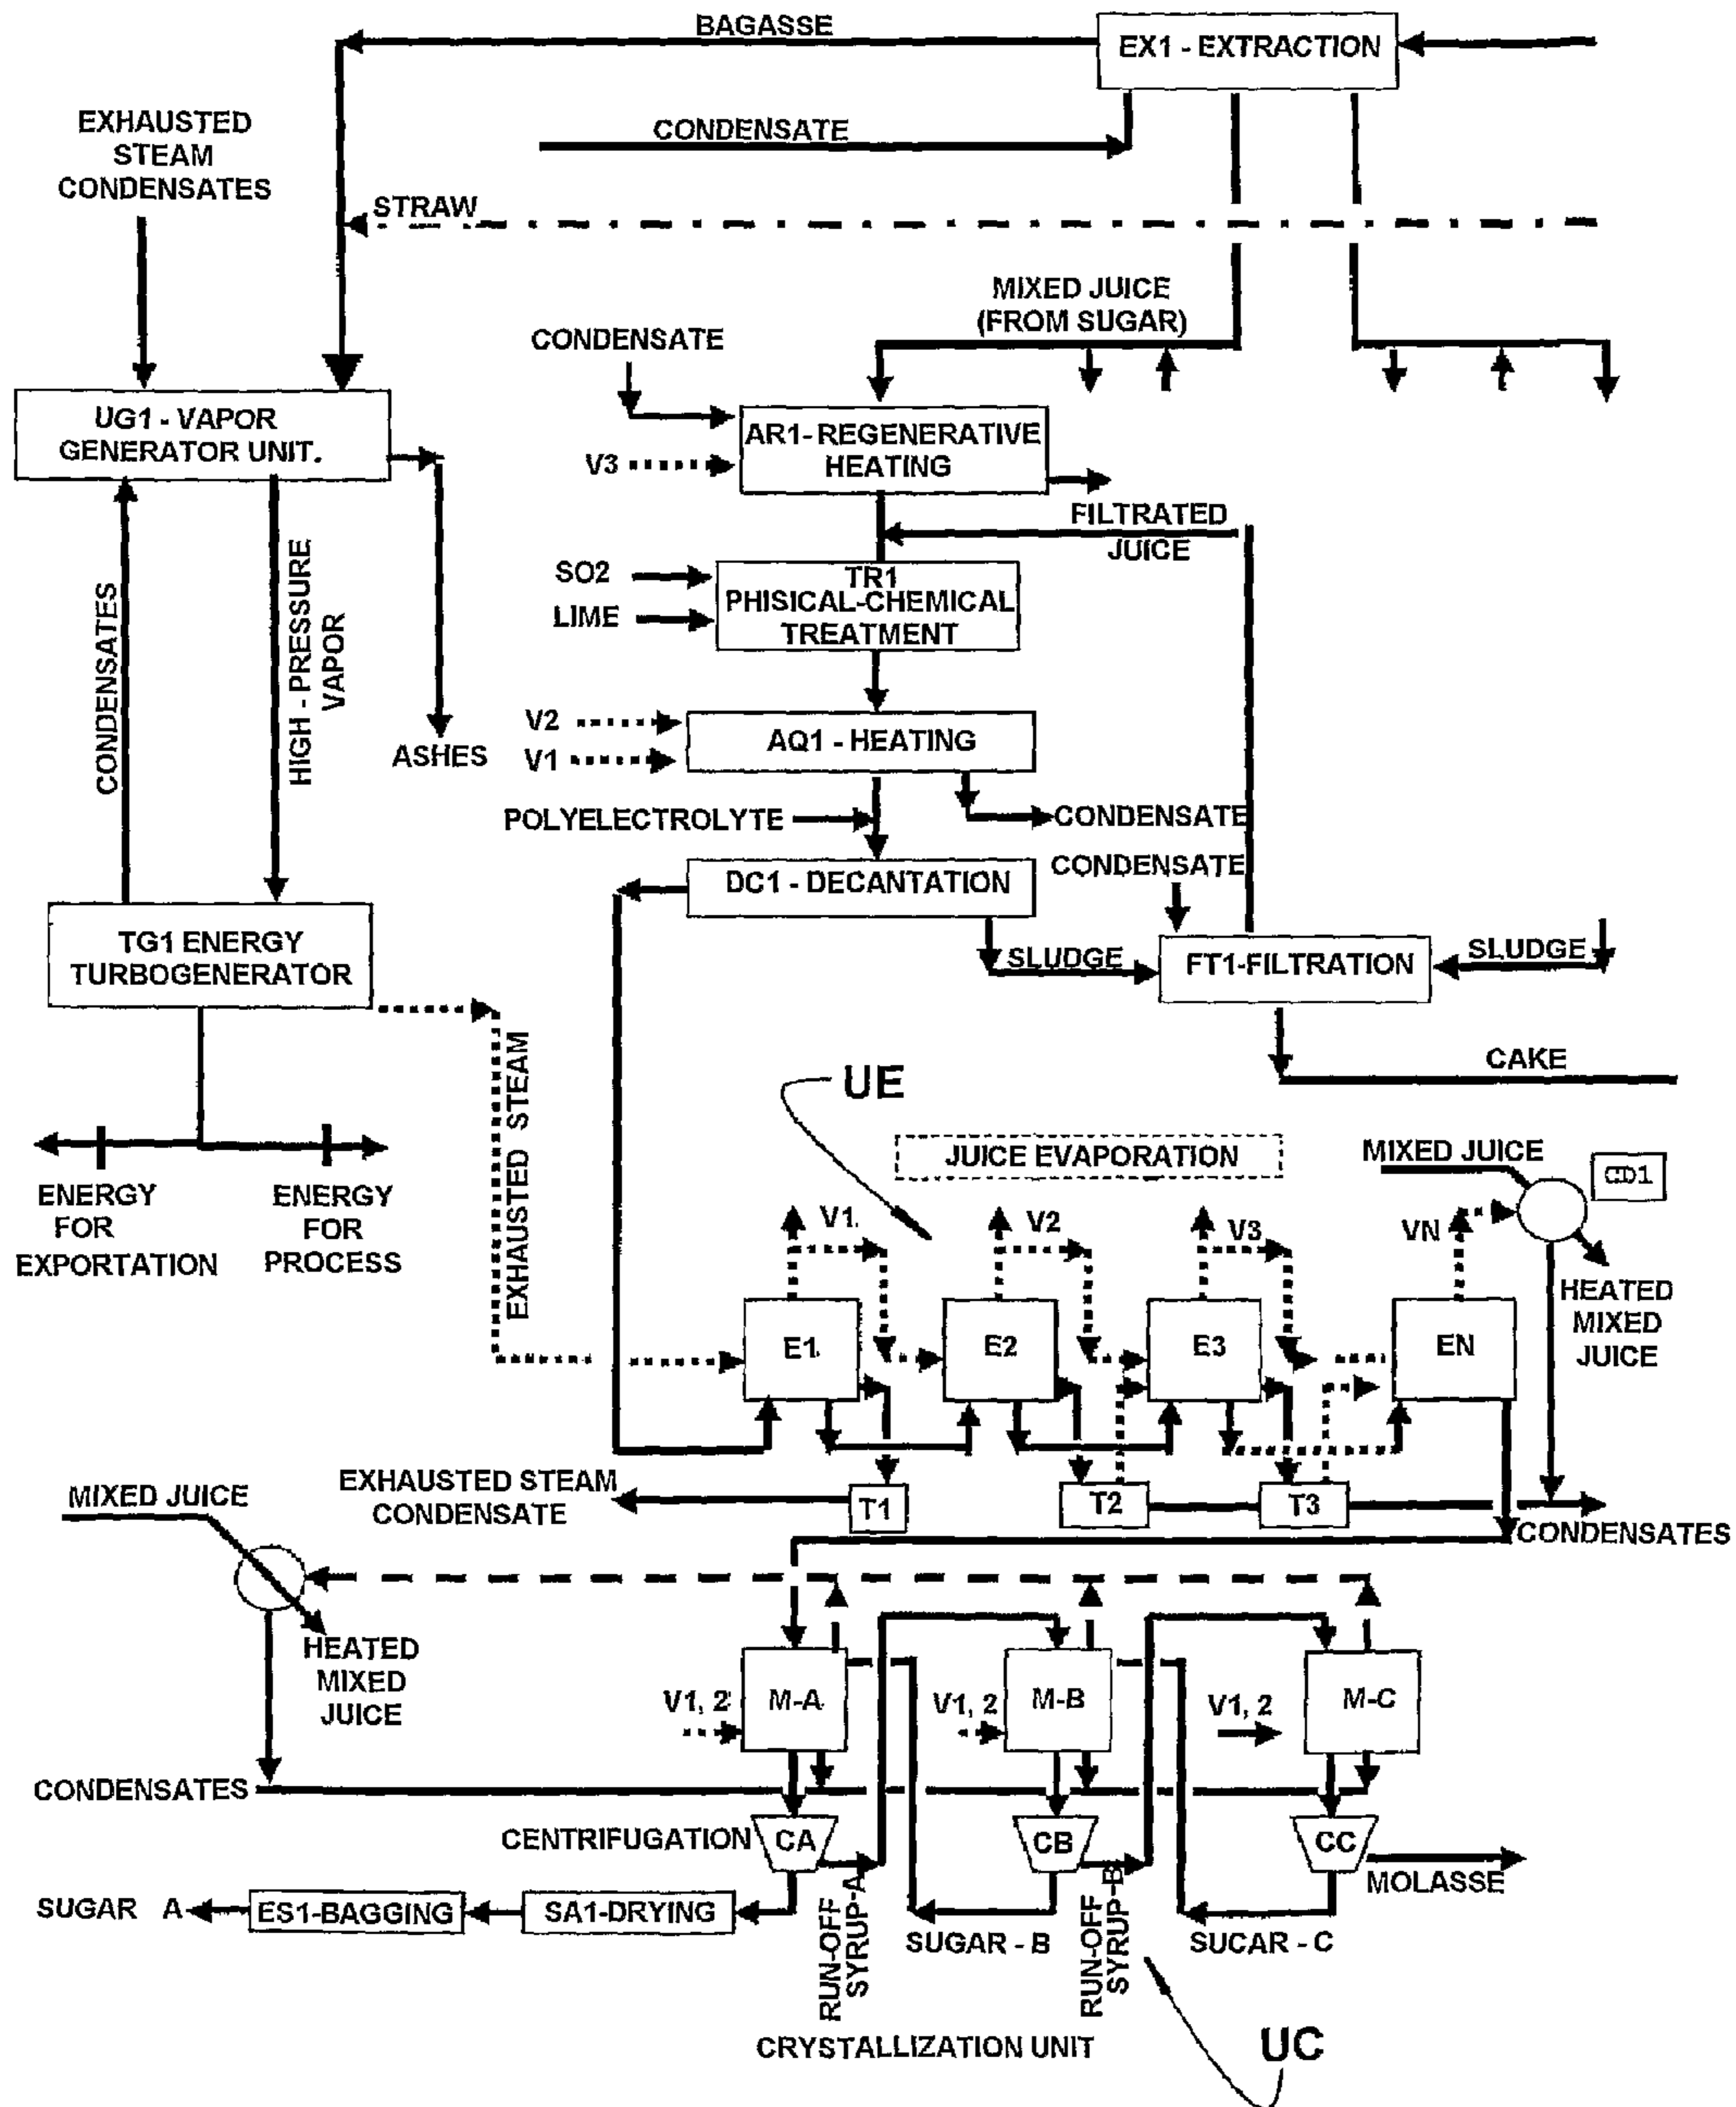 BAGASSE
EX1 - EXTRACTION
EXHAUSTED
STEAM
CONDENSATES
CONDENSATE
STRAW
MIXED JUICE
(FROM SUGAR)
CONDENSATE
UG1 - VAPOR
GENERATOR UNIT.
AR1- REGENERATIVE
HEATING
V3
FILTRATED
JUICE
SO2
LIME
TR1
PHISICAL-CHEMICAL
TREATMENT
CONDENSATES
HIGH - PRESSURE
VAPOR
ASHES
V2
V1
AQ1 - HEATING
POLYELECTROLYTE
CONDENSATE
CONDENSATE
DC1 - DECANTATION
TG1 ENERGY
TURBOGENERATOR
SLUDGE
FT1-FILTRATION
SLUDGE
CAKE
EXHAUSTED STEAM
UE
JUICE EVAPORATION
MIXED JUICE
CD1
ENERGY
FOR
EXPORTATION
ENERGY
FOR
PROCESS
V1
V2
V3
VN
HEATED
MIXED
JUICE
E1
E2
E3
EN
MIXED JUICE
EXHAUSTED STEAM
CONDENSATE
T1
T2
T3
CONDENSATES
HEATED
MIXED
JUICE
V1, 2
M-A
V1, 2
M-B
V1, 2
M-C
CONDENSATES
CENTRIFUGATION
CA
CB
CC
MOLASSE
SUGAR A
ES1-BAGGING
SA1-DRYING
RUN-OFF
SYRUP-A
SUGAR - B
RUN-OFF
SYRUP-B
SUCAR - C
CRYSTALLIZATION UNIT
UC